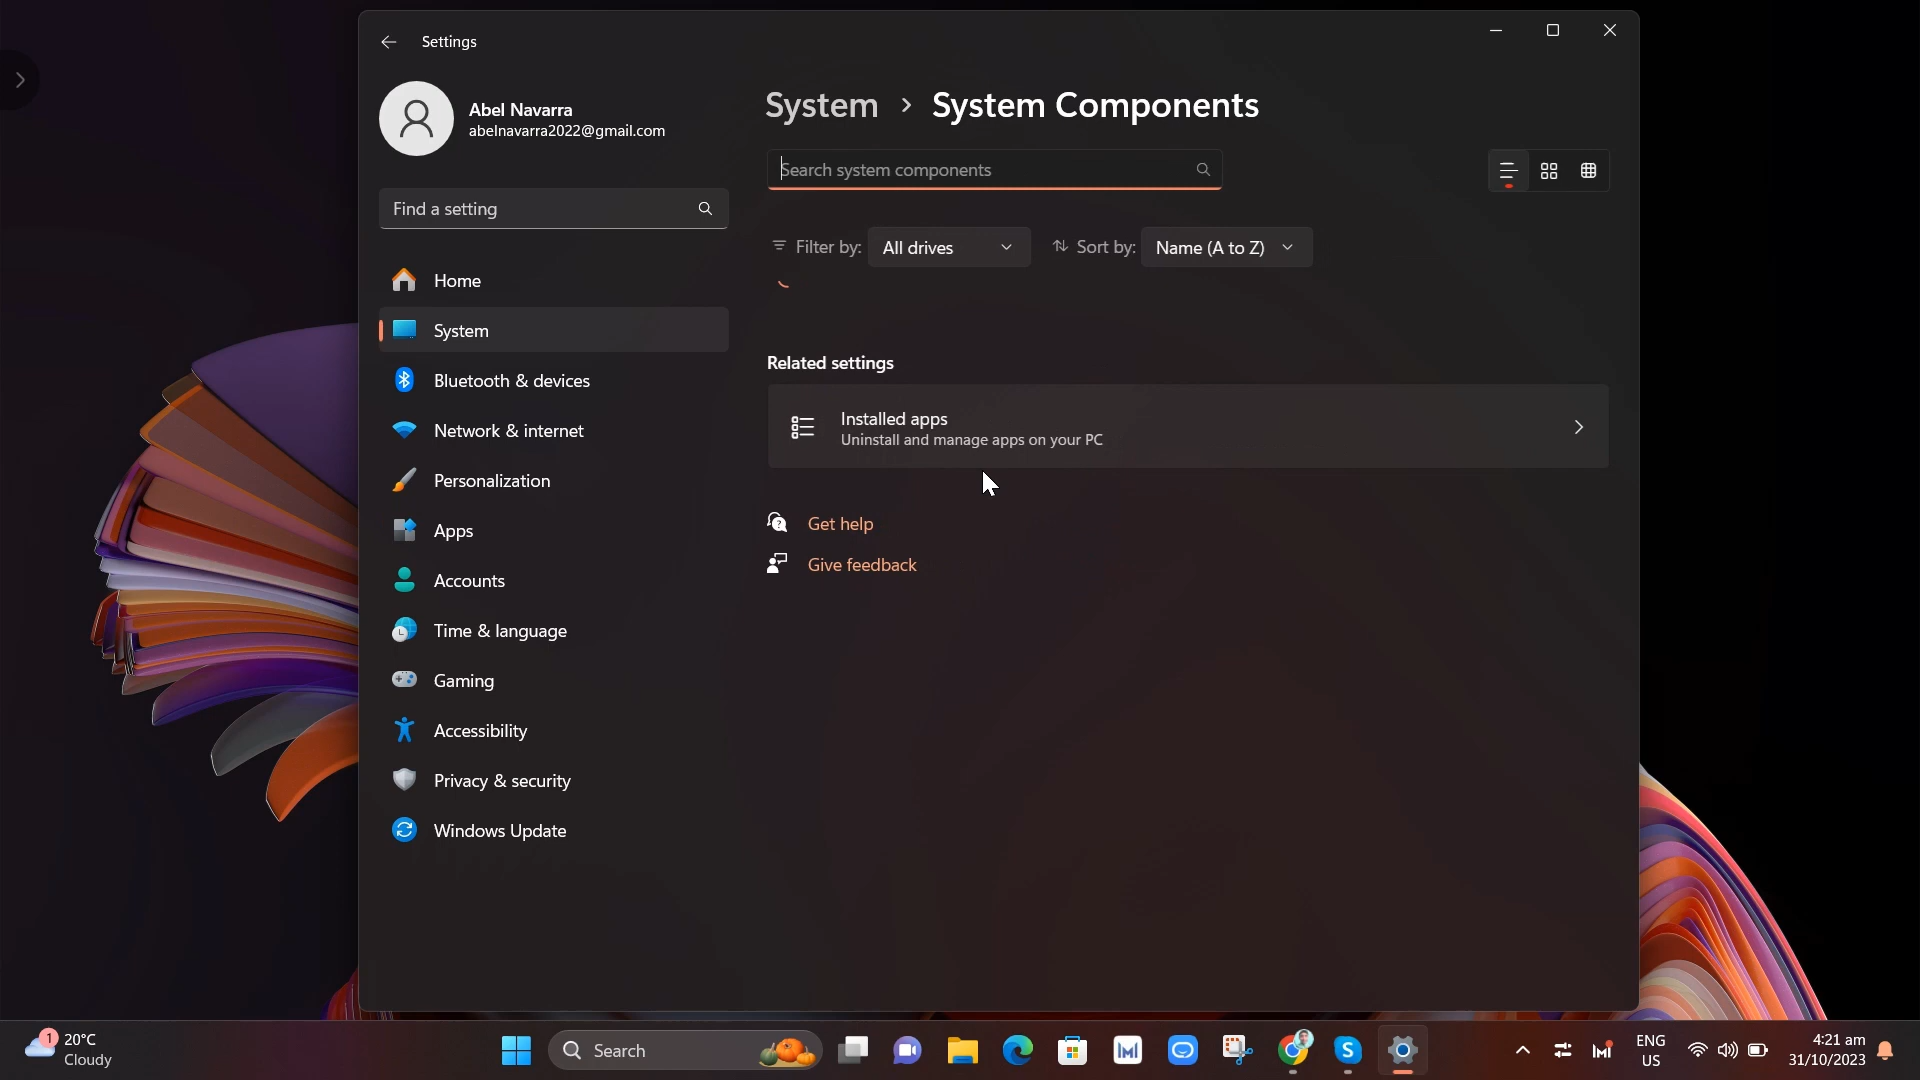 Settings
Abel Navarra
abelnavarra2022@gmail.com
Find a setting
Home
System
Bluetooth & devices
Network & internet
Personalization
Apps
Accounts
Time & language
Gaming
Accessibility
Privacy & security
Windows Update
System > System Components
Search system components
Filter by: All drives Sort by: Name (A to Z)
Related settings
Installed apps
Uninstall and manage apps on your PC
Get help
Give feedback
1 20°C
Cloudy
Search
ENG
US
4:21 am
31/10/2023